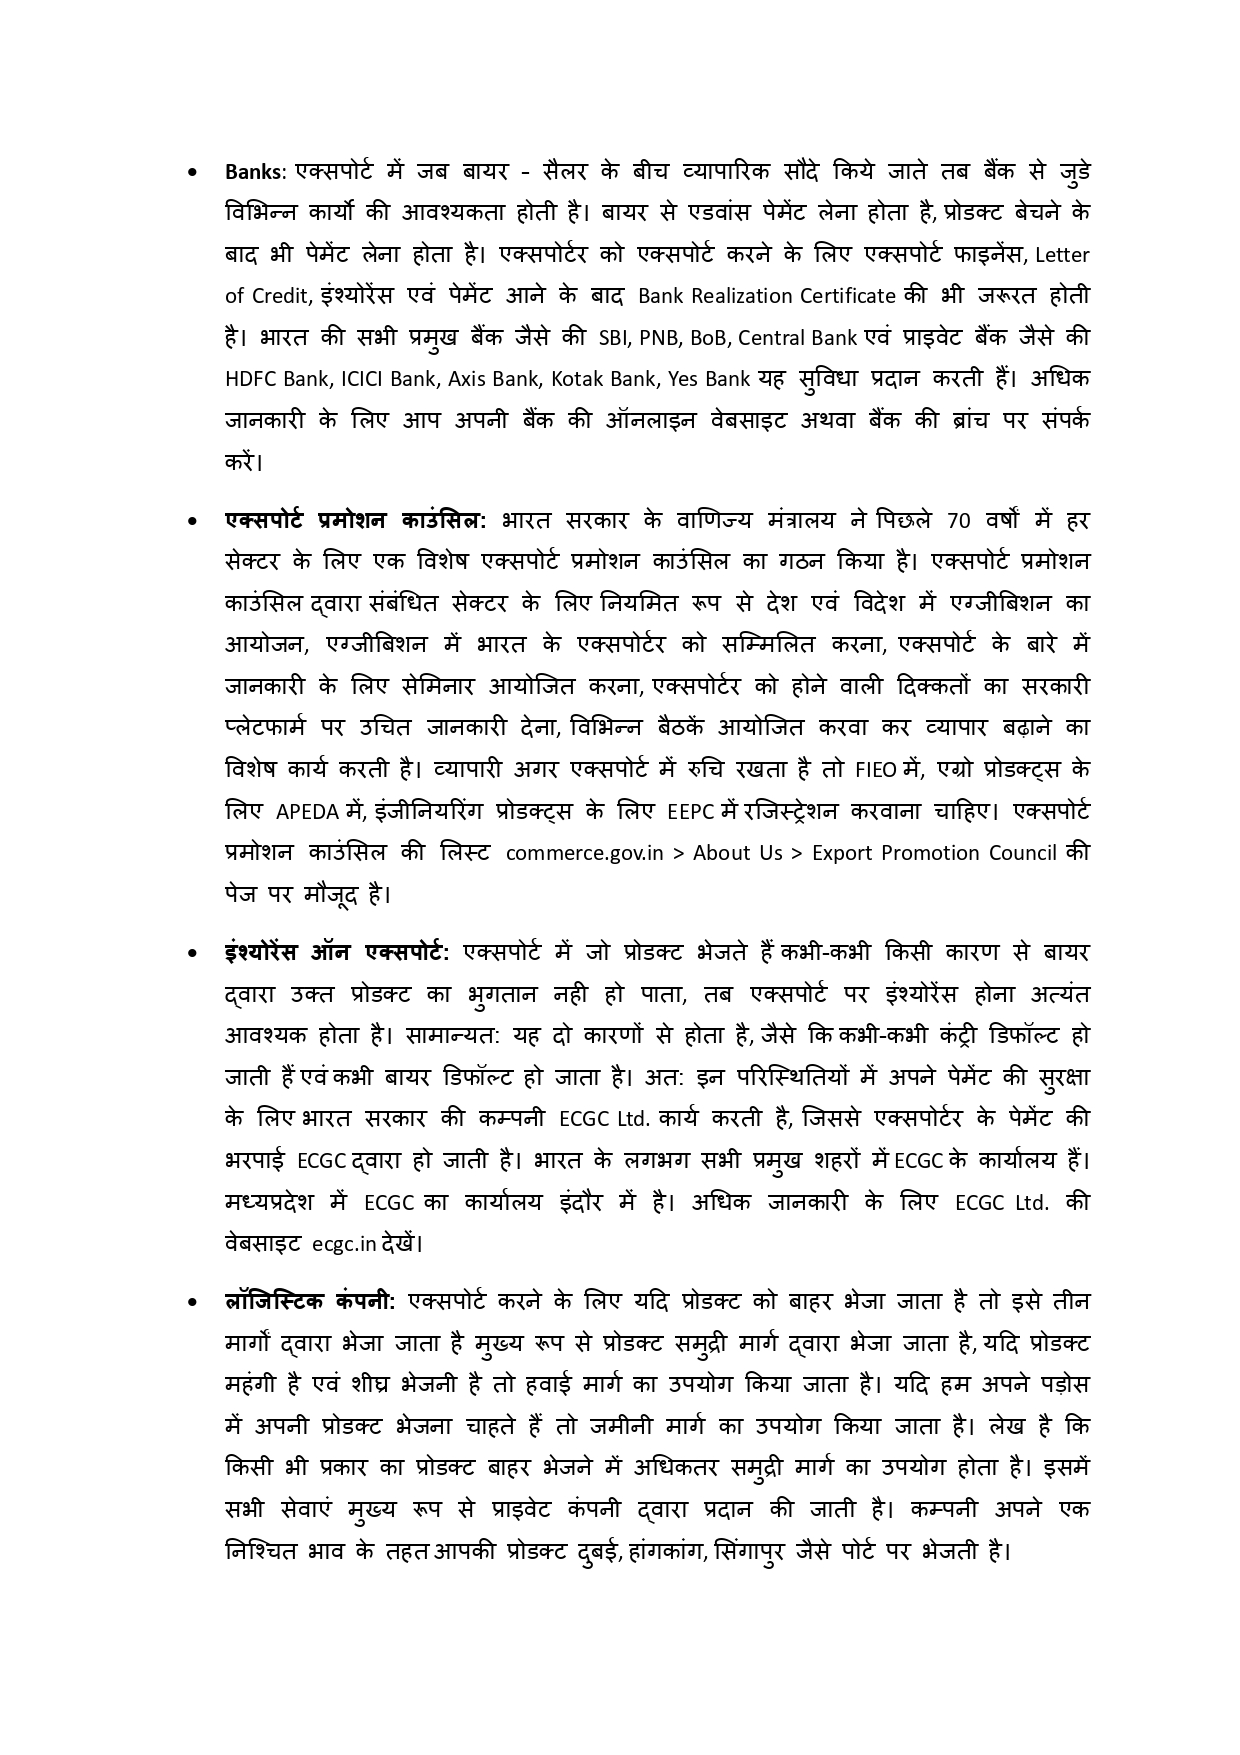 • Banks: एक्सपोर्ट में जब बायर - सैलर के बीच व्यापारिक सौदे किये जाते तब बैंक से जुडे
विभिन्न कार्यो की आवश्यकता होती है। बायर से एडवांस पेमेंट लेना होता है, प्रोडक्ट बेचने के
बाद भी पेमेंट लेना होता है। एक्सपोर्टर को एक्सपोर्ट करने के लिए एक्सपोर्ट फाइनेंस, Letter
of Credit, इंश्योरेंस एवं पेमेंट आने के बाद Bank Realization Certificate की भी जरूरत होती
है। भारत की सभी प्रमुख बैंक जैसे की SBI, PNB, BoB, Central Bank एवं प्राइवेट बैंक जैसे की
HDFC Bank, ICICI Bank, Axis Bank, Kotak Bank, Yes Bank यह सुविधा प्रदान करती हैं। अधिक
जानकारी के लिए आप अपनी बैंक की ऑनलाइन वेबसाइट अथवा बैंक की ब्रांच पर संपर्क
करें।
• एक्सपोर्ट प्रमोशन काउंसिल: भारत सरकार के वाणिज्य मंत्रालय ने पिछले 70 वर्षों में हर
सेक्टर के लिए एक विशेष एक्सपोर्ट प्रमोशन काउंसिल का गठन किया है। एक्सपोर्ट प्रमोशन
काउंसिल द्वारा संबंधित सेक्टर के लिए नियमित रूप से देश एवं विदेश में एग्जीबिशन का
आयोजन, एग्जीबिशन में भारत के एक्सपोर्टर को सम्मिलित करना, एक्सपोर्ट के बारे में
जानकारी के लिए सेमिनार आयोजित करना, एक्सपोर्टर को होने वाली दिक्कतों का सरकारी
प्लेटफार्म पर उचित जानकारी देना, विभिन्न बैठकें आयोजित करवा कर व्यापार बढ़ाने का
विशेष कार्य करती है। व्यापारी अगर एक्सपोर्ट में रुचि रखता है तो FIEO में, एग्रो प्रोडक्ट्स के
लिए APEDA में, इंजीनियरिंग प्रोडक्ट्स के लिए EEPC में रजिस्ट्रेशन करवाना चाहिए। एक्सपोर्ट
प्रमोशन काउंसिल की लिस्ट commerce.gov.in > About Us > Export Promotion Council की
पेज पर मौजूद है।
• इंश्योरेंस ऑन एक्सपोर्ट: एक्सपोर्ट में जो प्रोडक्ट भेजते हैं कभी-कभी किसी कारण से बायर
द्वारा उक्त प्रोडक्ट का भुगतान नही हो पाता, तब एक्सपोर्ट पर इंश्योरेंस होना अत्यंत
आवश्यक होता है। सामान्यत: यह दो कारणों से होता है, जैसे कि कभी-कभी कंट्री डिफॉल्ट हो
जाती हैं एवं कभी बायर डिफॉल्ट हो जाता है। अत: इन परिस्थितियों में अपने पेमेंट की सुरक्षा
के लिए भारत सरकार की कम्पनी ECGC Ltd. कार्य करती है, जिससे एक्सपोर्टर के पेमेंट की
भरपाई ECGC द्वारा हो जाती है। भारत के लगभग सभी प्रमुख शहरों में ECGC के कार्यालय हैं।
मध्यप्रदेश में ECGC का कार्यालय इंदौर में है। अधिक जानकारी के लिए ECGC Ltd. की
वेबसाइट ecgc.in देखें।
• लॉजिस्टिक कंपनी: एक्सपोर्ट करने के लिए यदि प्रोडक्ट को बाहर भेजा जाता है तो इसे तीन
मार्गों द्वारा भेजा जाता है मुख्य रूप से प्रोडक्ट समुद्री मार्ग द्वारा भेजा जाता है, यदि प्रोडक्ट
महंगी है एवं शीघ्र भेजनी है तो हवाई मार्ग का उपयोग किया जाता है। यदि हम अपने पड़ोस
में अपनी प्रोडक्ट भेजना चाहते हैं तो जमीनी मार्ग का उपयोग किया जाता है। लेख है कि
किसी भी प्रकार का प्रोडक्ट बाहर भेजने में अधिकतर समुद्री मार्ग का उपयोग होता है। इसमें
सभी सेवाएं मुख्य रूप से प्राइवेट कंपनी द्वारा प्रदान की जाती है। कम्पनी अपने एक
निश्चित भाव के तहत आपकी प्रोडक्ट दुबई, हांगकांग, सिंगापुर जैसे पोर्ट पर भेजती है।